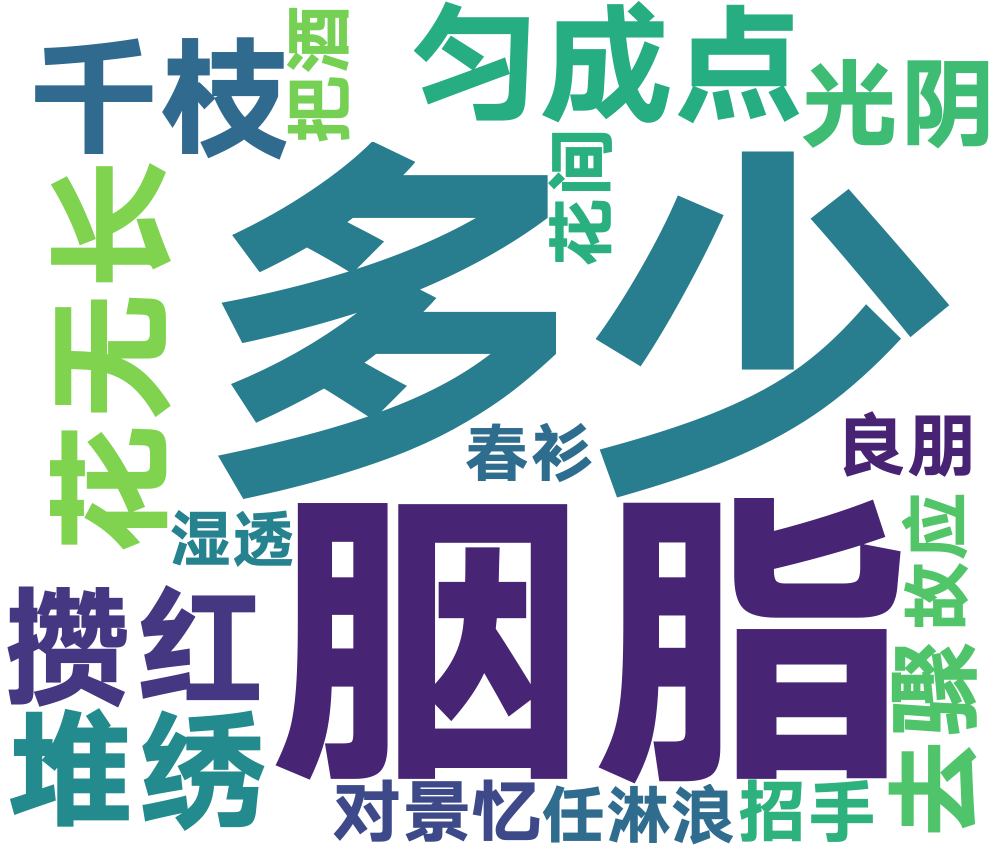 千枝
把酒
匀成点
光阴
花间
多少
花无长
春衫
良朋
湿透
胭脂
故应
攒红
去骤
堆绣
对景忆
任淋浪
招手